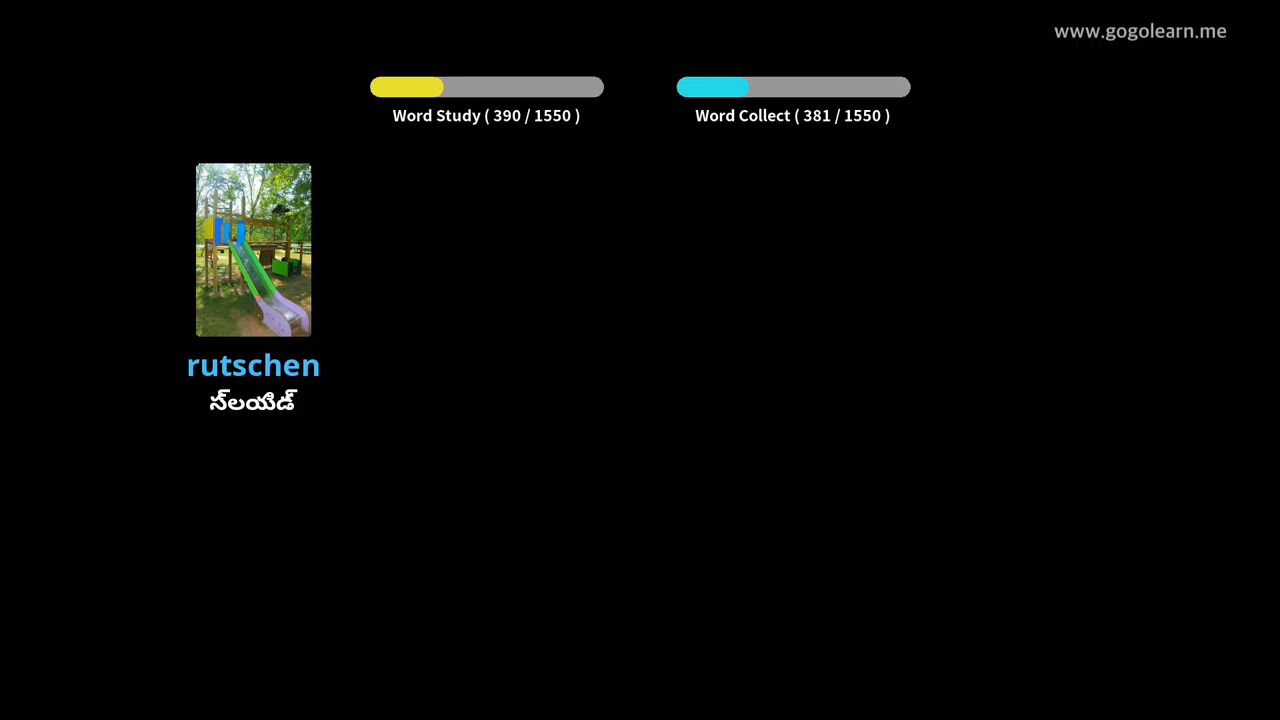 www.gogolearn.me
Word Study ( 390 / 1550 )
Word Collect ( 381 / 1550 )
rutschen
స్‌లయిడ్